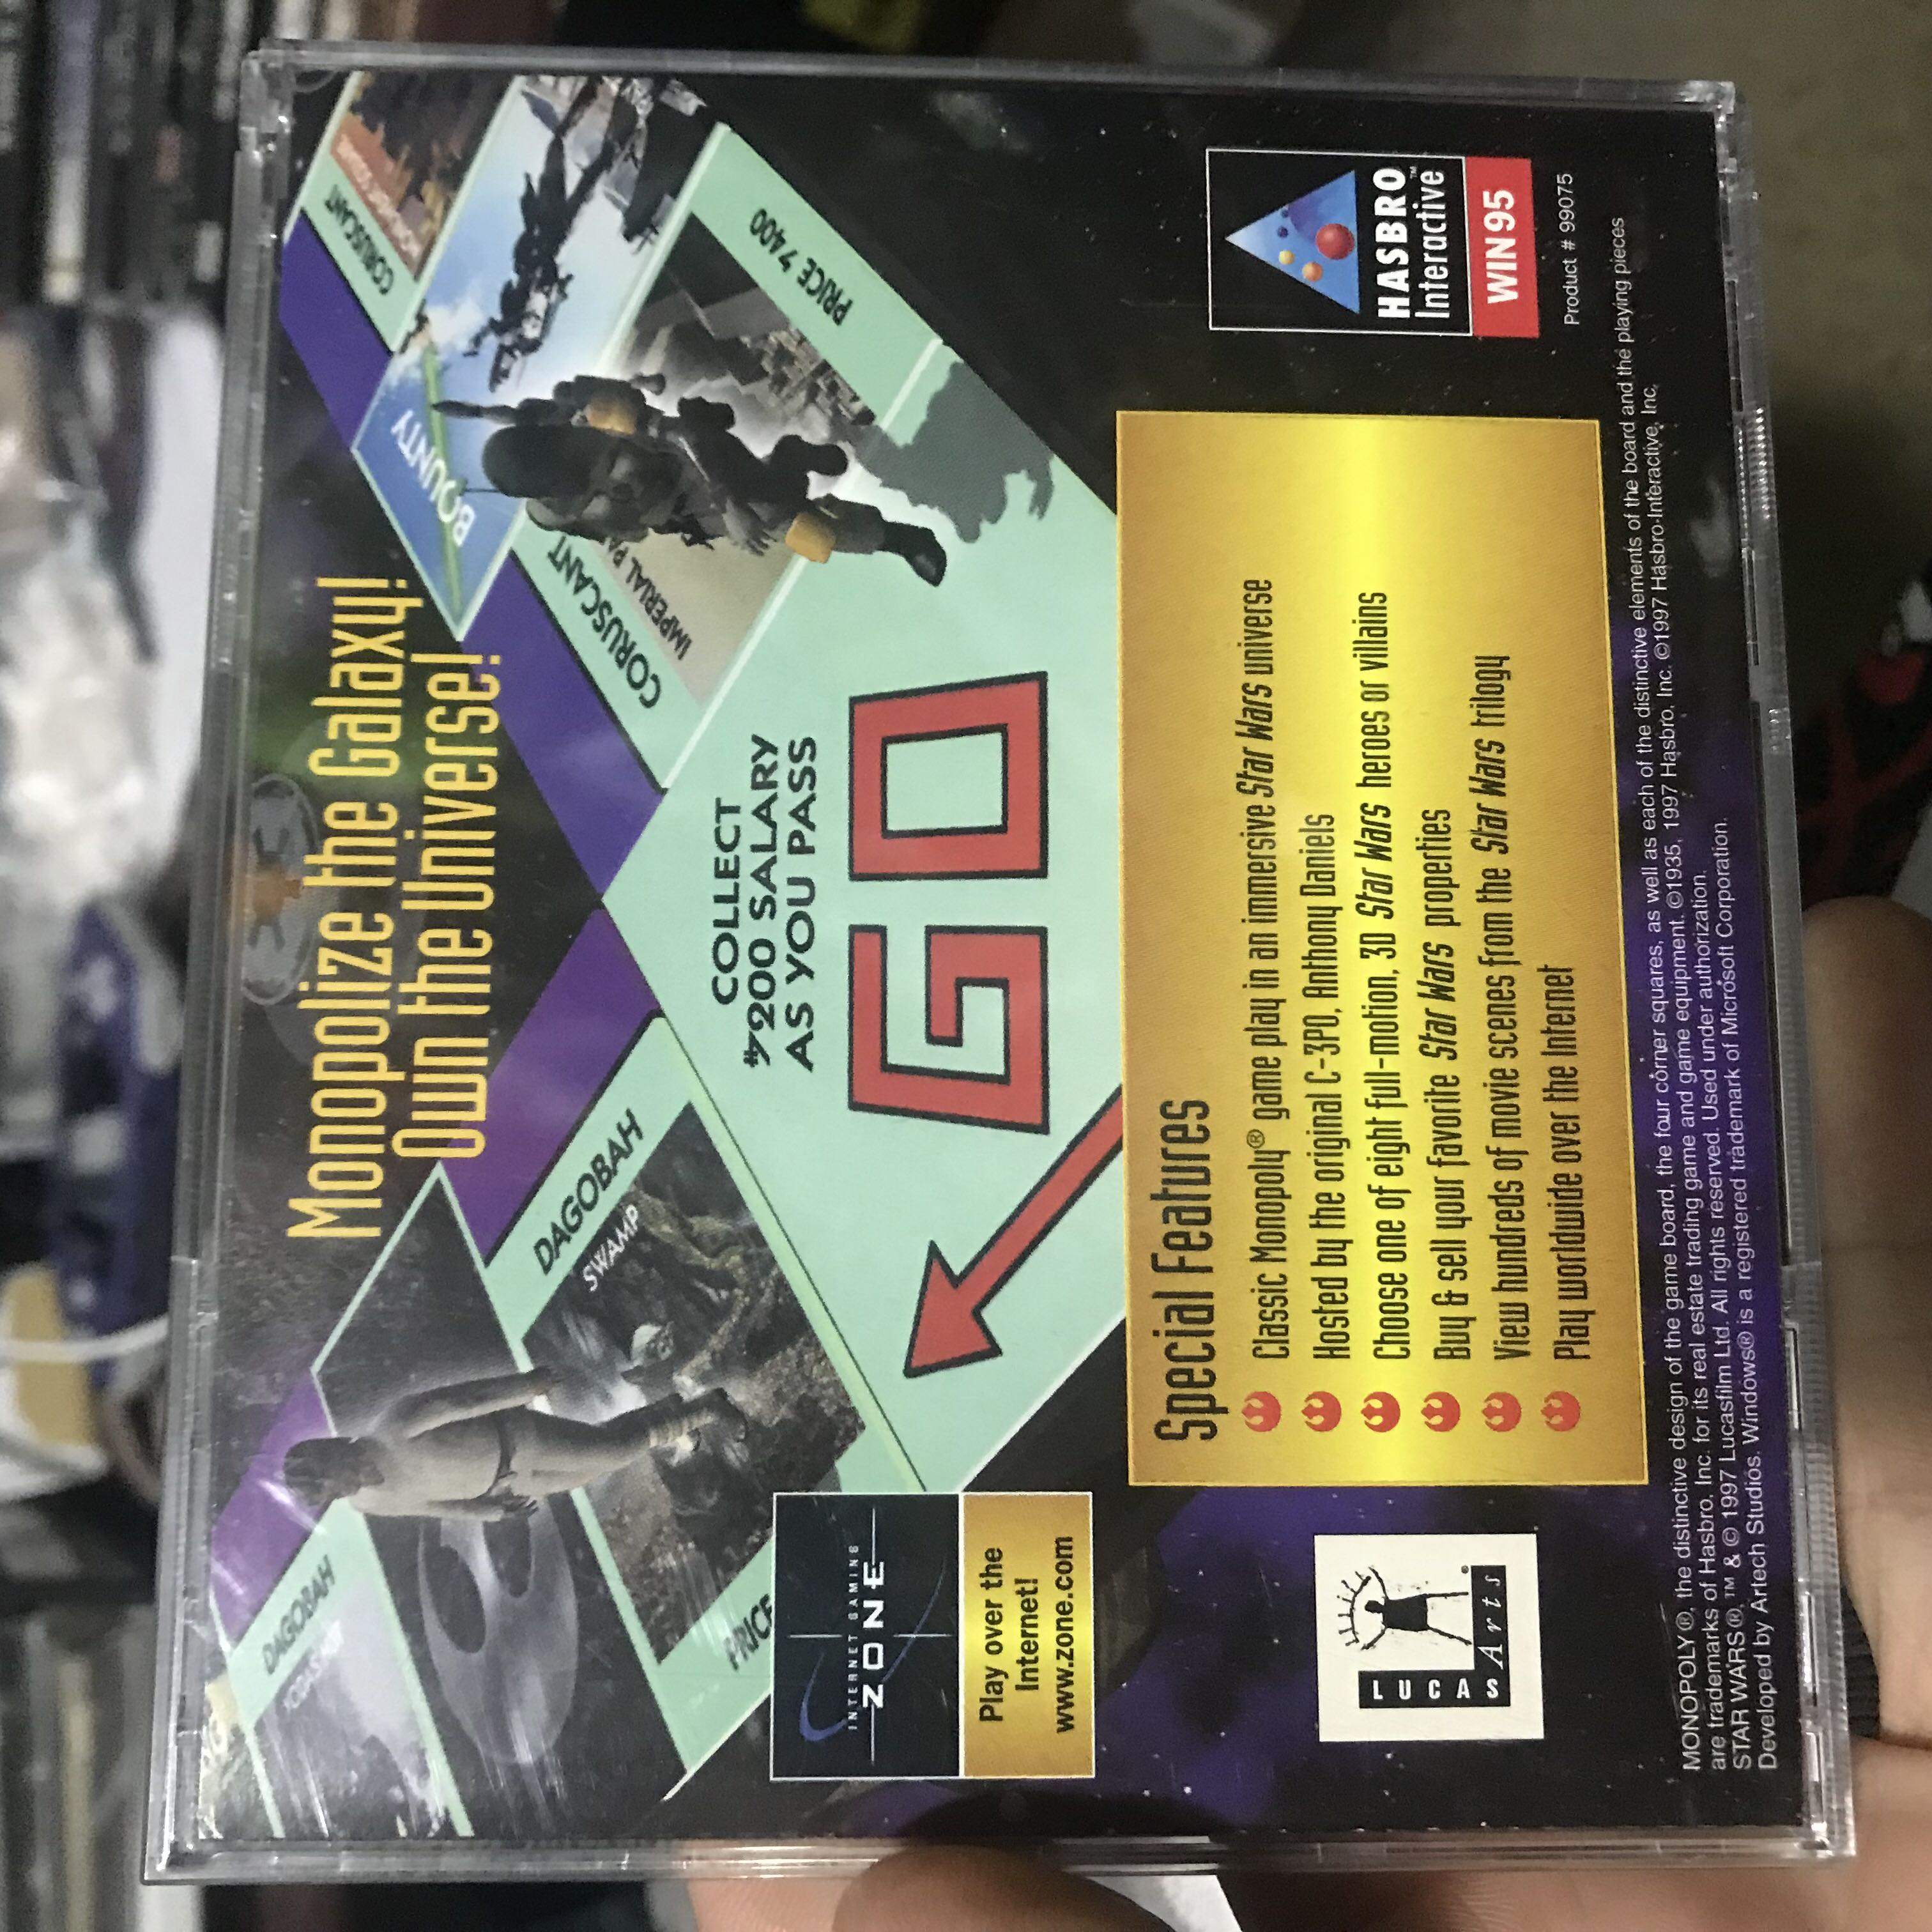 Monopolize the Galaxy!
Own the Universe!
DAGOBAH
DAGOBAH
SWAMP
PRICE
COLLECT
200 SALARY
AS YOU PASS
GO
CORUSCANT
IMPERIAL
PRICE 400
BOUNTY
CORUSCANT
INTERNET GAMING
ZONE
Play over the
Internet!
www.zone.com
Special Features
Classic Monopoly® game play in an immersive Star Wars universe
Hosted by the original C-3PO, Anthony Daniels
Choose one of eight full-motion, 3D Star Wars heroes or villains
Buy & sell your favorite Star Wars properties
View hundreds of movie scenes from the Star Wars trilogy
Play worldwide over the Internet
LUCAS
Arts
HASBRO
Interactive™
WIN95
Product # 99075
MONOPOLY®, the distinctive design of the game board, the four corner squares, as well as each of the distinctive elements of the board and the playing pieces
are trademarks of Hasbro, Inc. for its real estate trading game and game equipment. ©1935, 1997 Hasbro, Inc. ©1997 Hasbro Interactive, Inc.
STAR WARS®, ™ & © 1997 Lucasfilm Ltd. All rights reserved. Used under authorization.
Developed by Artech Studios. Windows® is a registered trademark of Microsoft Corporation.